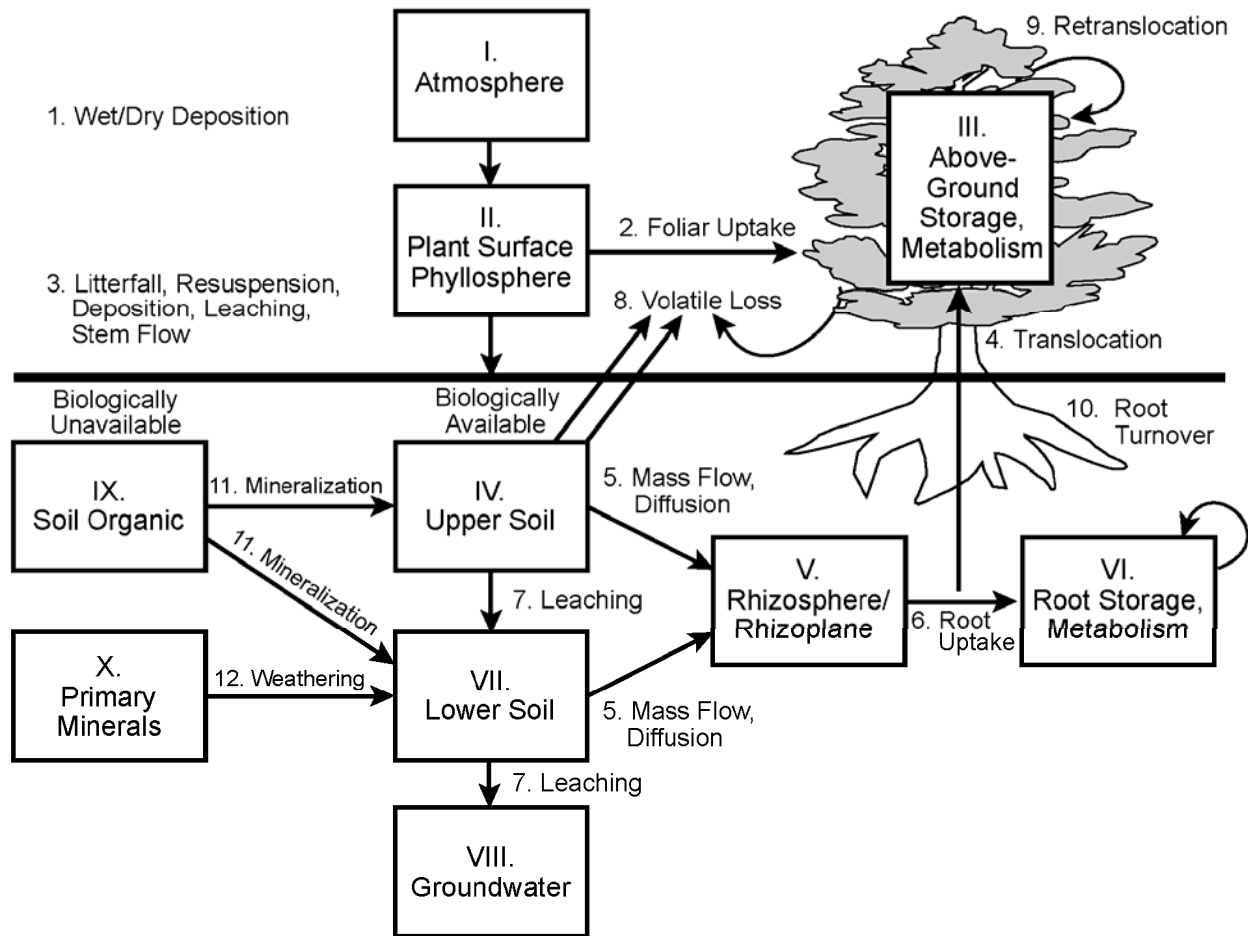 9. Retranslocation
I.
Atmosphere
1. Wet/Dry Deposition
III.
Above-
Ground
Storage,
Metabolism
II.
Plant Surface
Phyllosphere
2. Foliar Uptake
3. Litterfall, Resuspension,
Deposition, Leaching,
Stem Flow
8. Volatile Loss
4. Translocation
Biologically
Unavailable
Biologically
Available
10. Root
Turnover
IX.
Soil Organic
11. Mineralization
IV.
Upper Soil
5. Mass Flow,
Diffusion
11. Mineralization
V.
Rhizosphere/
Rhizoplane
6. Root
Uptake
VI.
Root Storage,
Metabolism
7. Leaching
X.
Primary
Minerals
12. Weathering
VII.
Lower Soil
5. Mass Flow,
Diffusion
7. Leaching
VIII.
Groundwater